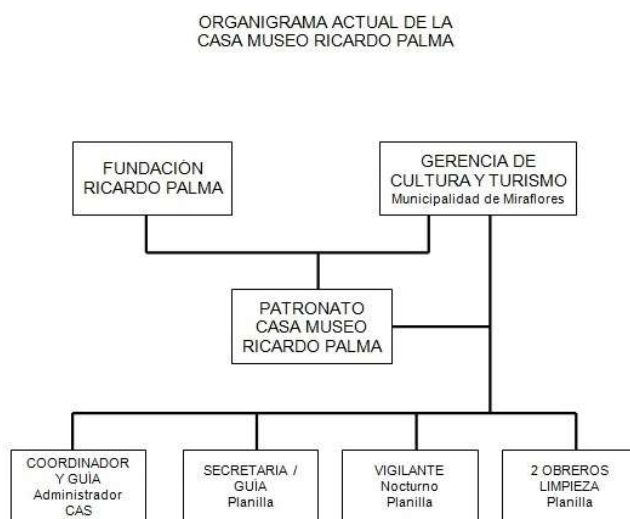 ORGANIGRAMA ACTUAL DE LA
CASA MUSEO RICARDO PALMA
FUNDACIÓN
RICARDO PALMA
GERENCIA DE
CULTURA Y TURISMO
Municipalidad de Miraflores
PATRONATO
CASA MUSEO
RICARDO PALMA
COORDINADOR
Y GUÌA
Administrador
CAS
SECRETARIA /
GUÍA
Planilla
VIGILANTE
Nocturno
Planilla
2 OBREROS
LIMPIEZA
Planilla